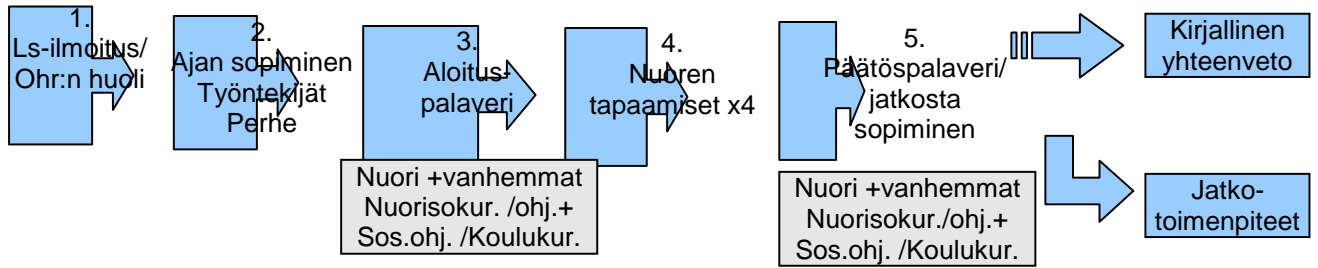 1.
Ls-ilmoitus/
Ohr:n huoli
2.
Ajan sopiminen
Työntekijät
Perhe
3.
Aloitus-
palaveri
Nuori +vanhemmat
Nuorisokur. /ohj.+
Sos.ohj. /Koulukur.
4.
Nuoren
tapaamiset x4
5.
Päätöspalaveri/
jatkosta
sopiminen
Nuori +vanhemmat
Nuorisokur./ohj.+
Sos.ohj. /Koulukur.
Kirjallinen
yhteenveto
Jatko-
toimenpiteet